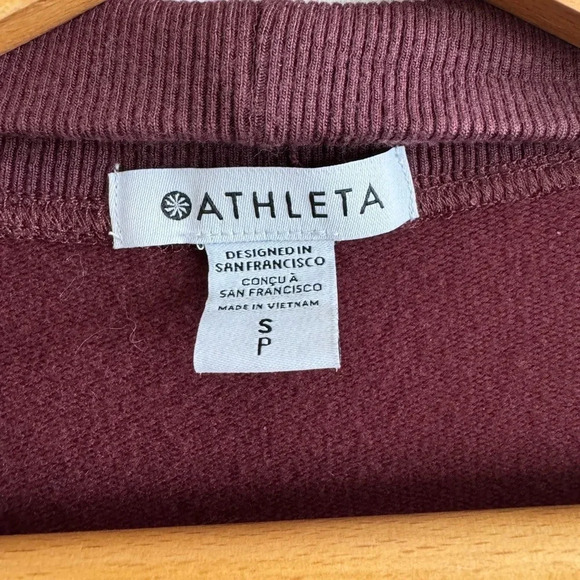 ATHLETA
DESIGNED IN
SAN FRANCISCO
CONÇU À
SAN FRANCISCO
MADE IN VIETNAM
S
P